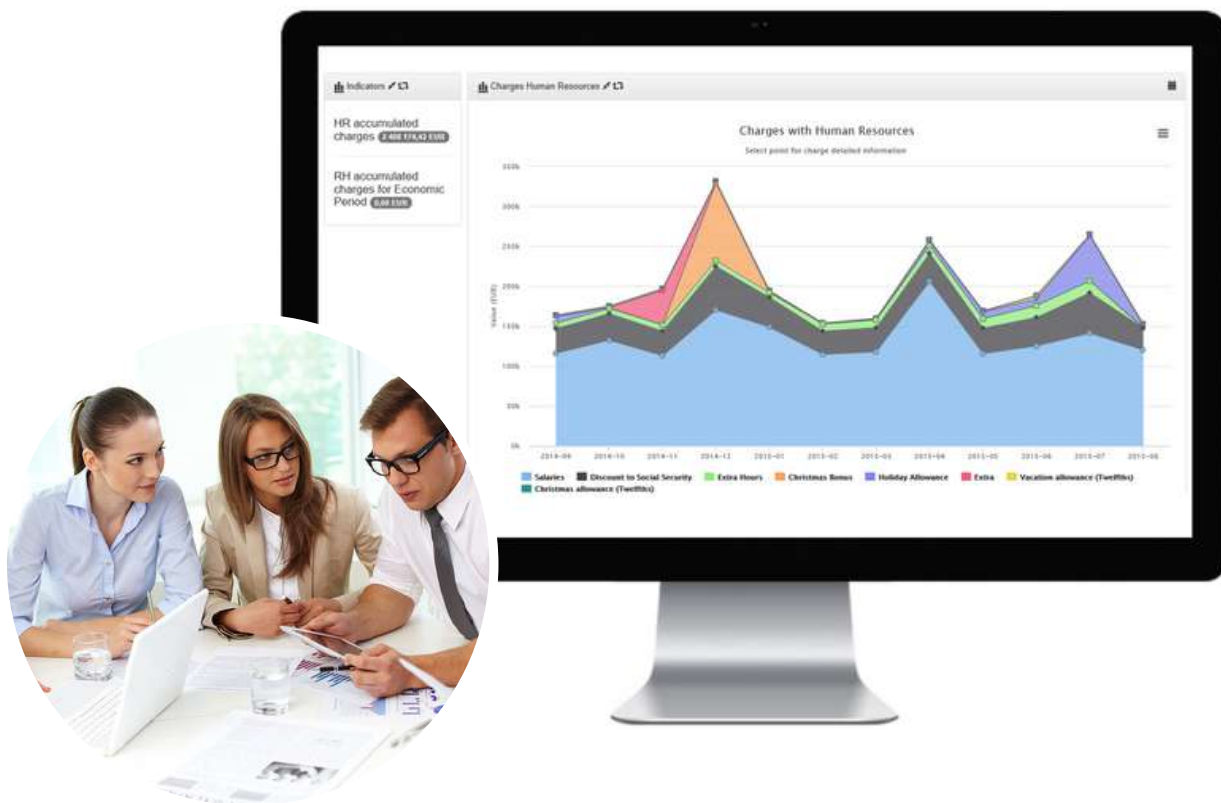 Indicators
HR accumulated
charges 2 408 174,42 EUR
RH accumulated
charges for Economic
Period 0,00 EUR
Charges Human Resources
Charges with Human Resources
Select point for charge detailed information
Value (EUR)
350k
300k
250k
200k
150k
100k
50k
0k
2014-09 2014-10 2014-11 2014-12 2015-01 2015-02 2015-03 2015-04 2015-05 2015-06 2015-07 2015-08
Salaries Discount to Social Security Extra Hours Christmas Bonus Holiday Allowance Extra Vacation allowance (Twelfths)
Christmas allowance (Twelfths)